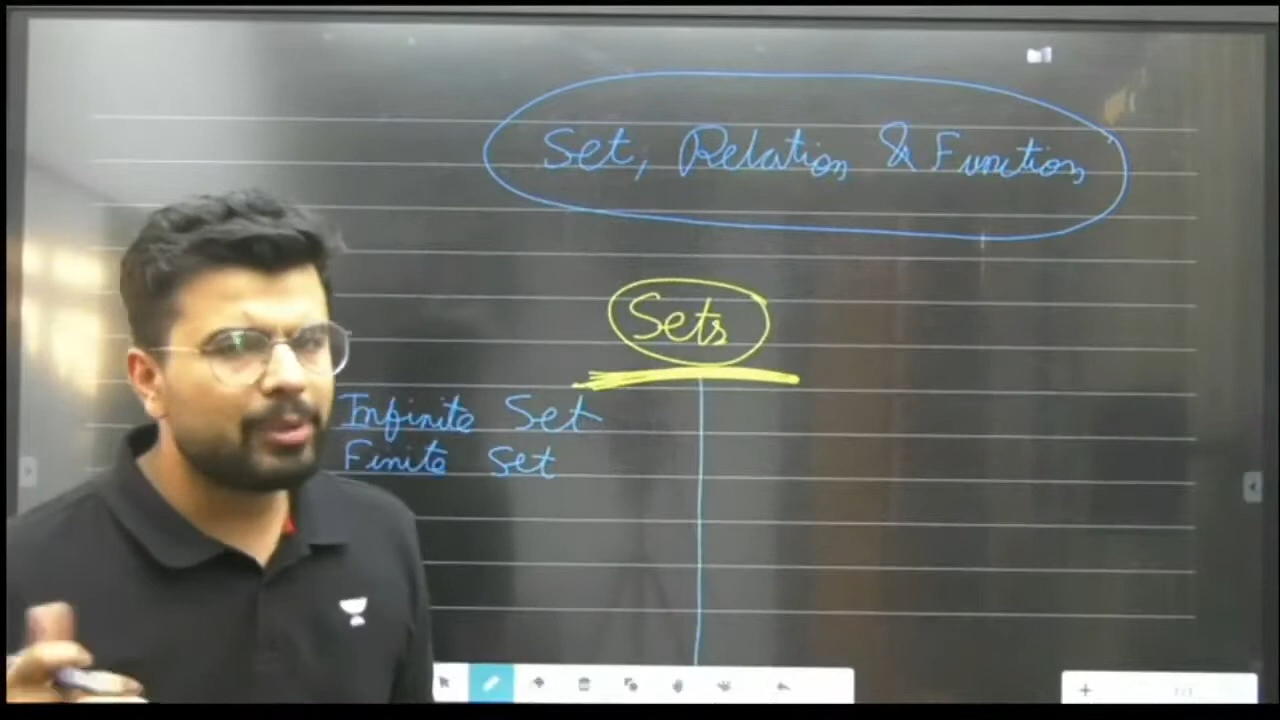 Set, Relation & Function
Sets
Infinite Set
Finite Set